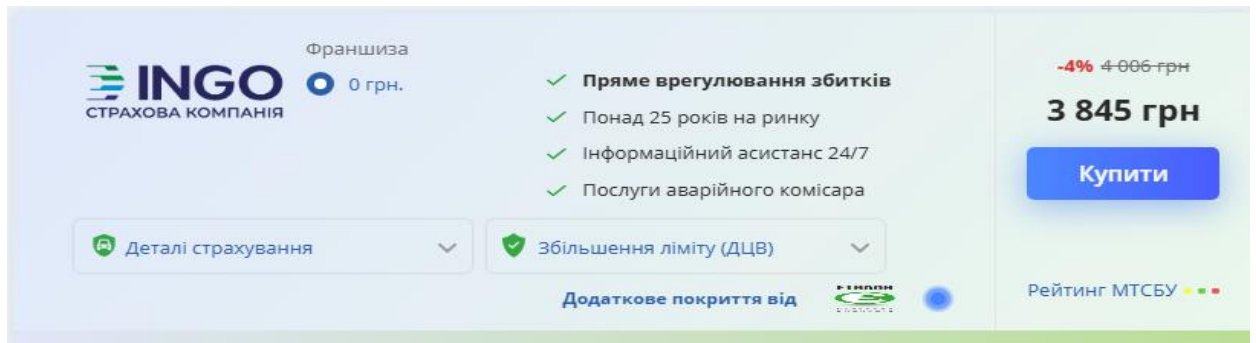 INGO
СТРАХОВА КОМПАНІЯ
Франшиза
0 грн.
Пряме врегулювання збитків
Понад 25 років на ринку
Інформаційний асистанс 24/7
Послуги аварійного комісара
-4% 4 006 грн
3 845 грн
Купити
Деталі страхування
Збільшення ліміту (ДЦВ)
Додаткове покриття від
Рейтинг МТСБУ